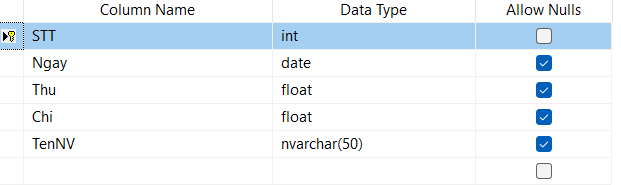 Column Name Data Type Allow Nulls
STT int
Ngay date
Thu float
Chi float
TenNV nvarchar(50)